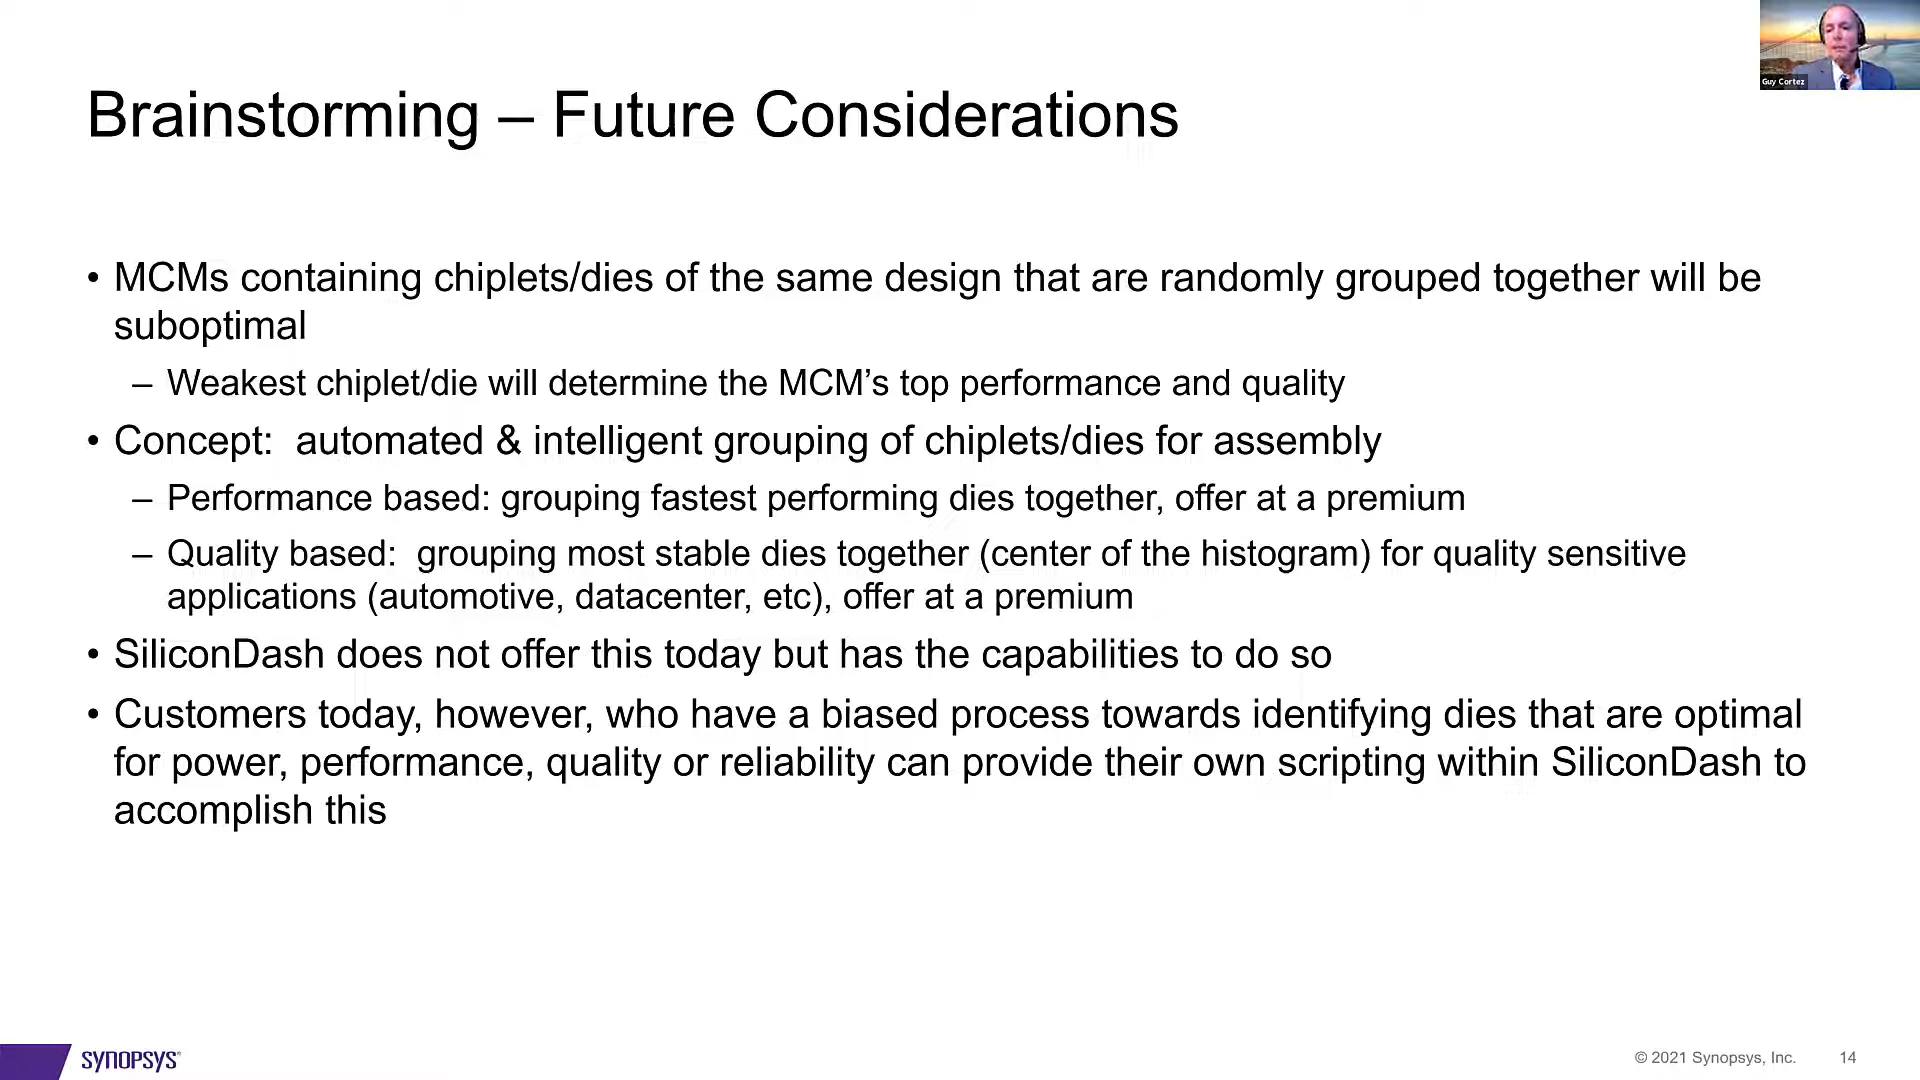 Guy Cortez
Brainstorming – Future Considerations
• MCMs containing chiplets/dies of the same design that are randomly grouped together will be
suboptimal
– Weakest chiplet/die will determine the MCM’s top performance and quality
• Concept:  automated & intelligent grouping of chiplets/dies for assembly
– Performance based: grouping fastest performing dies together, offer at a premium
– Quality based:  grouping most stable dies together (center of the histogram) for quality sensitive
applications (automotive, datacenter, etc), offer at a premium
• SiliconDash does not offer this today but has the capabilities to do so
• Customers today, however, who have a biased process towards identifying dies that are optimal
for power, performance, quality or reliability can provide their own scripting within SiliconDash to
accomplish this
SYNOPSYS®
© 2021 Synopsys, Inc. 14